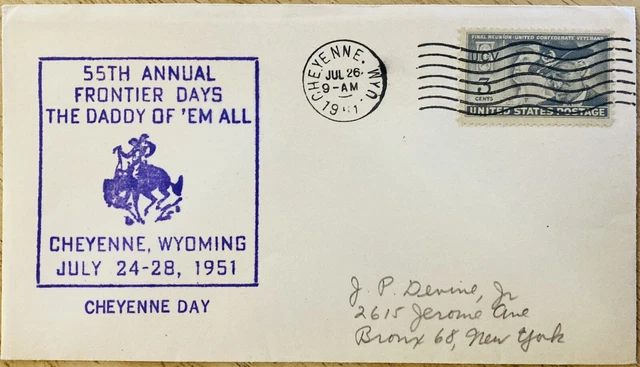 55TH ANNUAL
FRONTIER DAYS
THE DADDY OF 'EM ALL
CHEYENNE, WYOMING
JULY 24-28, 1951
CHEYENNE DAY
CHEYENNE, WYO.
JUL 26
9-AM
1951
FINAL REUNION-UNITED CONFEDERATE VETERANS
UCV
3
CENTS
UNITED STATES POSTAGE
J. P. Devine, Jr
2615 Jerome Ave
Bronx 68, New York